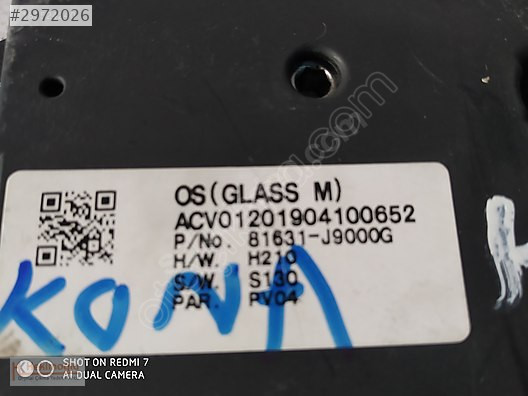 #2972026
OS(GLASS M)
ACV01201904100652
P/No. 81631-J9000G
H/W. H210
S/W. S130
PAR. PV04
KONA
SHOT ON REDMI 7
AI DUAL CAMERA